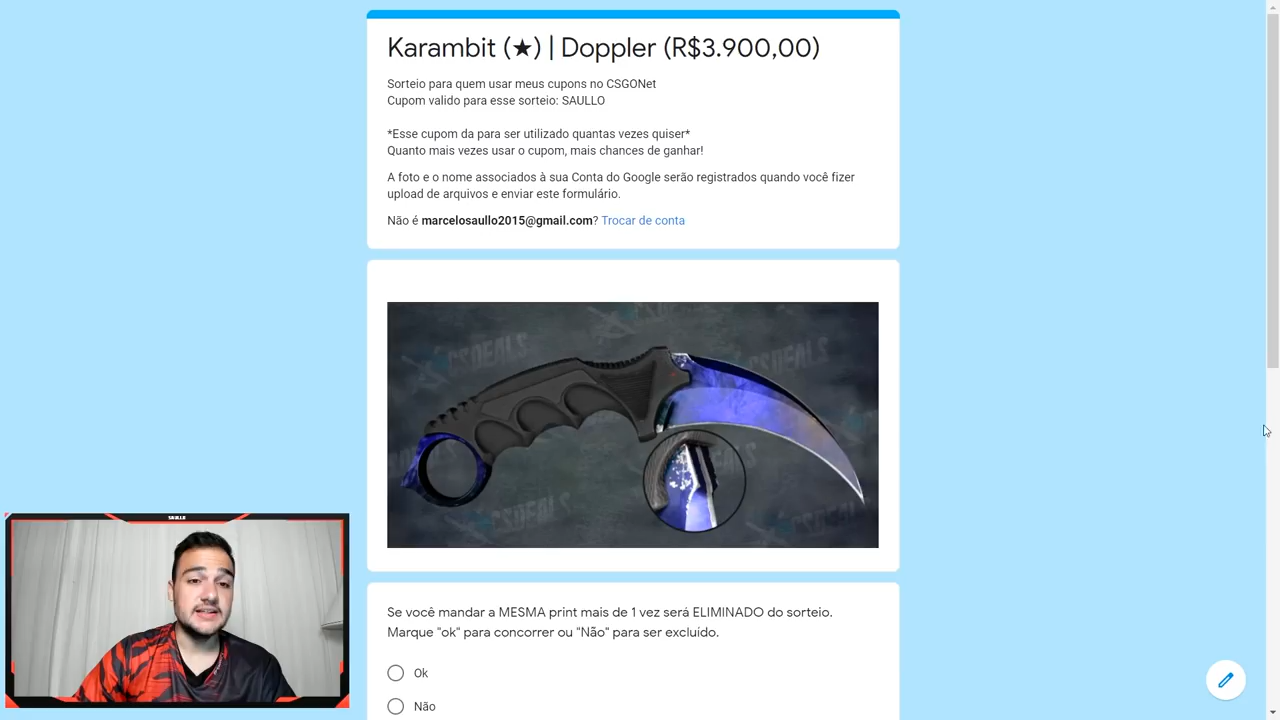 Karambit (★) | Doppler (R$3.900,00)
Sorteio para quem usar meus cupons no CSGONet
Cupom valido para esse sorteio: SAULLO
*Esse cupom da para ser utilizado quantas vezes quiser*
Quanto mais vezes usar o cupom, mais chances de ganhar!
A foto e o nome associados à sua Conta do Google serão registrados quando você fizer
upload de arquivos e enviar este formulário.
Não é marcelosaullo2015@gmail.com? Trocar de conta
CSDEALS
CSDEALS
CSDEALS
Se você mandar a MESMA print mais de 1 vez será ELIMINADO do sorteio.
Marque "ok" para concorrer ou "Não" para ser excluído.
Ok
Não
SAULLO